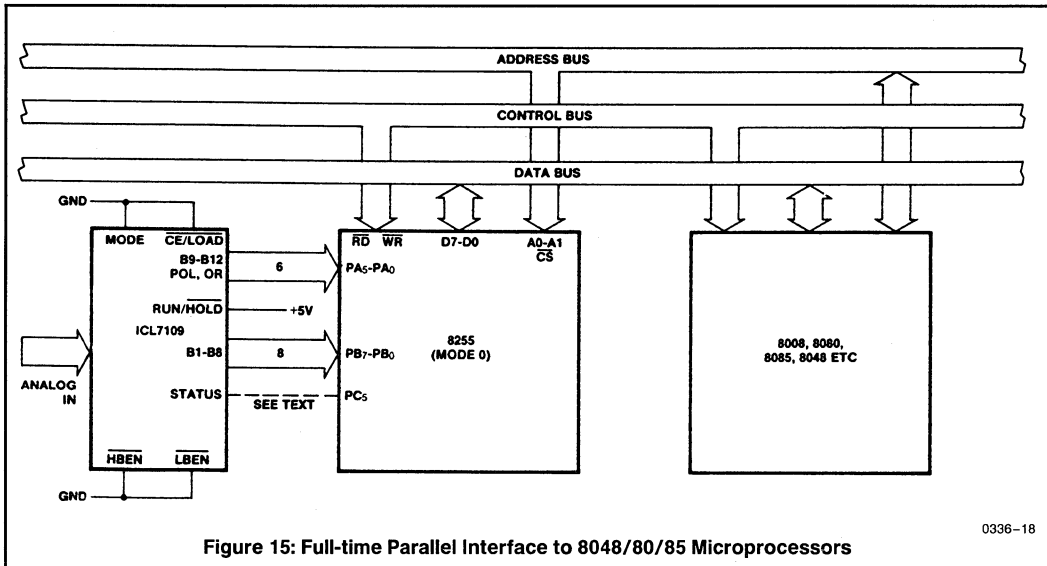 ADDRESS BUS
CONTROL BUS
DATA BUS
GND
MODE
CE/LOAD
B9-B12
POL, OR
6
RUN/HOLD
+5V
ICL7109
B1-B8
8
ANALOG
IN
STATUS
SEE TEXT
HBEN
LBEN
GND
RD WR
D7-D0
A0-A1
CS
PA5-PA0
8255
(MODE 0)
PB7-PB0
PC5
8008, 8080,
8085, 8048 ETC
0336-18
Figure 15: Full-time Parallel Interface to 8048/80/85 Microprocessors